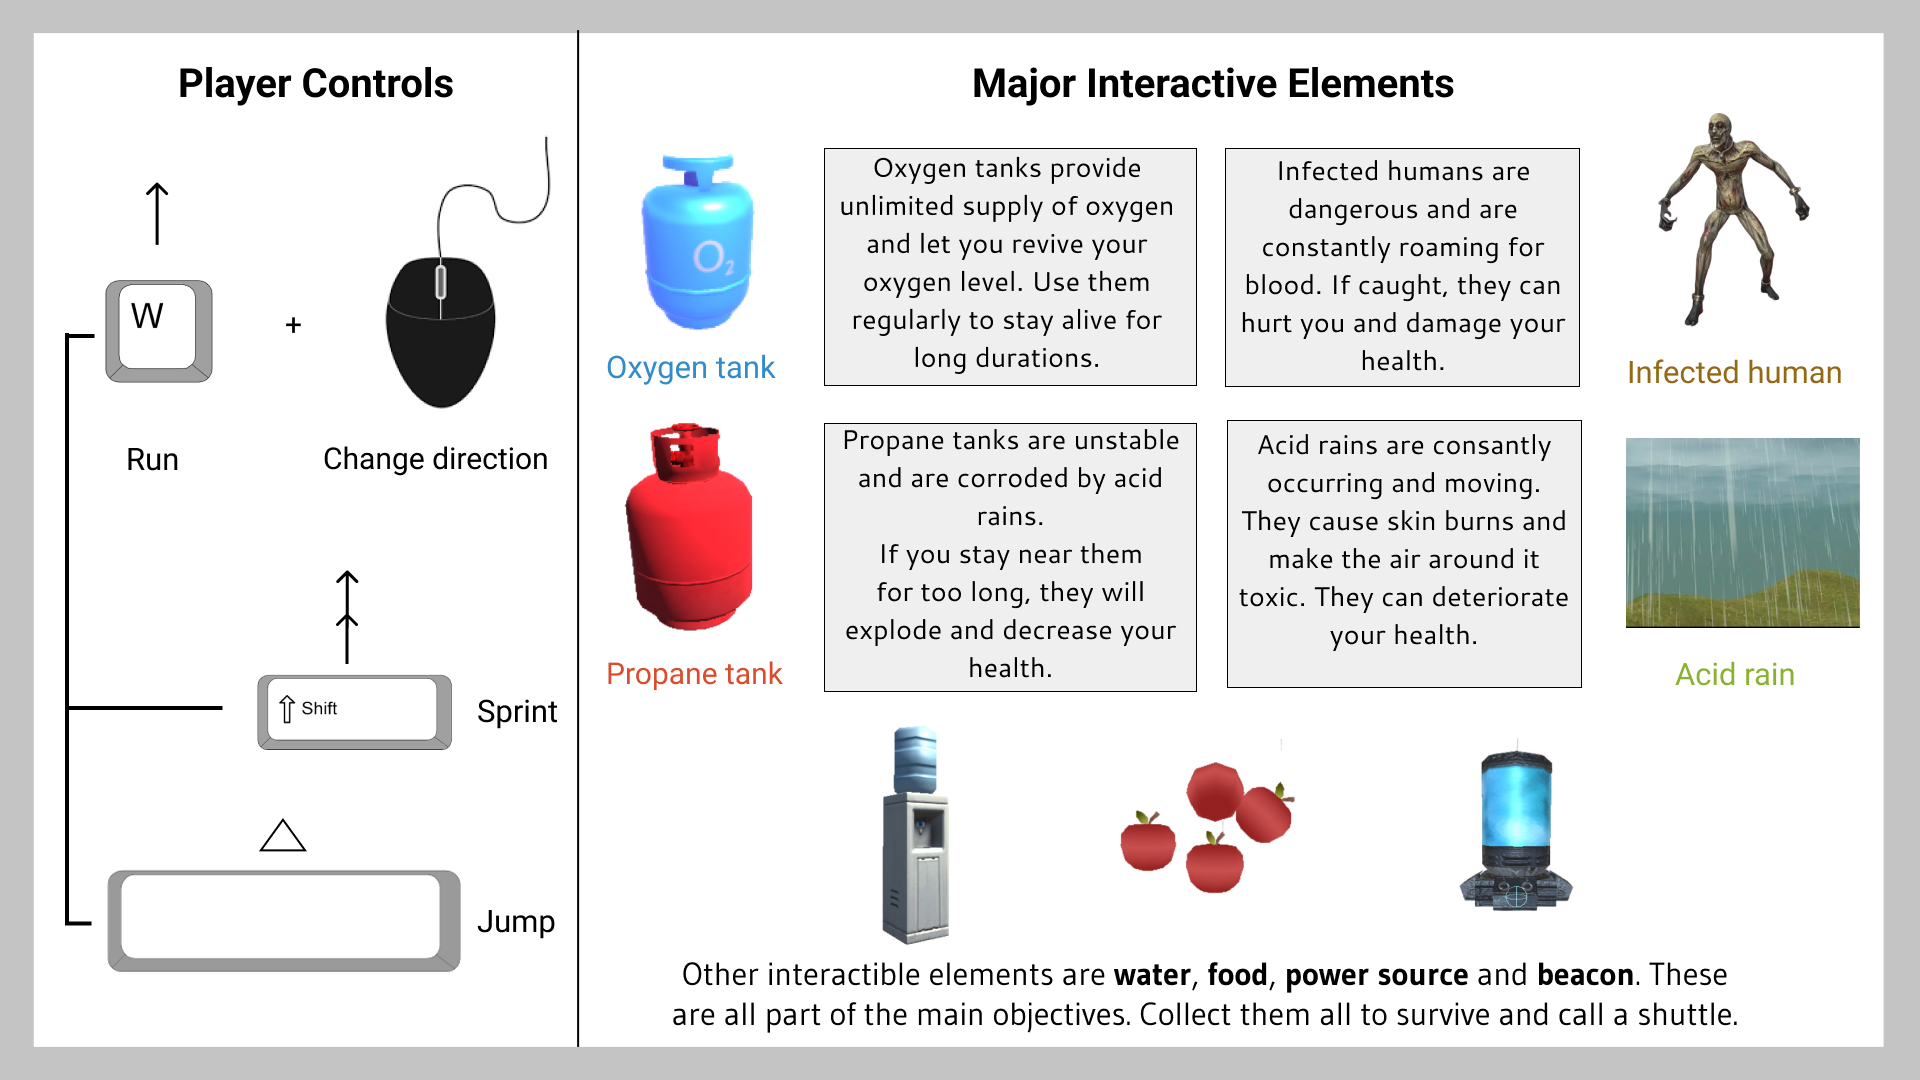 Player Controls
W
+
Run
Change direction
⇧ Shift
Sprint
Jump
Major Interactive Elements
O₂
Oxygen tank
Oxygen tanks provide
unlimited supply of oxygen
and let you revive your
oxygen level. Use them
regularly to stay alive for
long durations.
Infected humans are
dangerous and are
constantly roaming for
blood. If caught, they can
hurt you and damage your
health.
Infected human
Propane tank
Propane tanks are unstable
and are corroded by acid
rains.
If you stay near them
for too long, they will
explode and decrease your
health.
Acid rains are consantly
occurring and moving.
They cause skin burns and
make the air around it
toxic. They can deteriorate
your health.
Acid rain
Other interactible elements are water, food, power source and beacon. These
are all part of the main objectives. Collect them all to survive and call a shuttle.